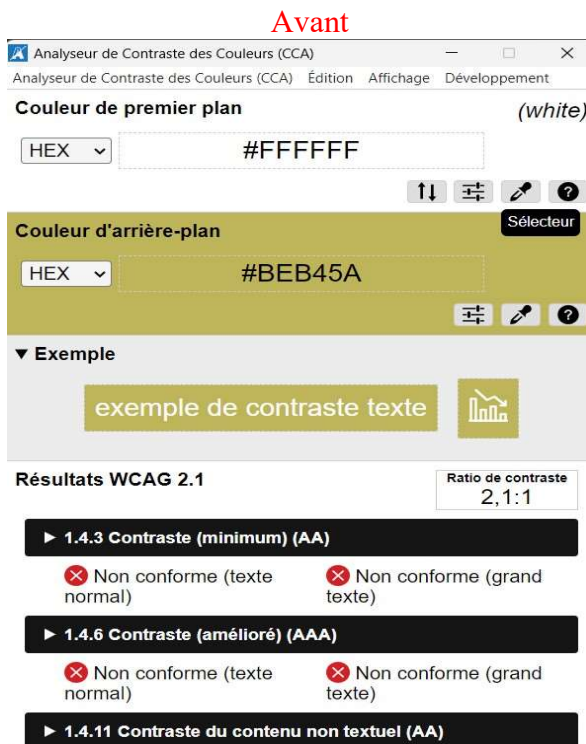 Avant
Analyseur de Contraste des Couleurs (CCA)
Analyseur de Contraste des Couleurs (CCA) Édition Affichage Développement
Couleur de premier plan (white)
HEX #FFFFFF
Sélecteur
Couleur d'arrière-plan
HEX #BEB45A
▼ Exemple
exemple de contraste texte
Résultats WCAG 2.1
Ratio de contraste
2,1:1
► 1.4.3 Contraste (minimum) (AA)
Non conforme (texte
normal)
Non conforme (grand
texte)
► 1.4.6 Contraste (amélioré) (AAA)
Non conforme (texte
normal)
Non conforme (grand
texte)
► 1.4.11 Contraste du contenu non textuel (AA)